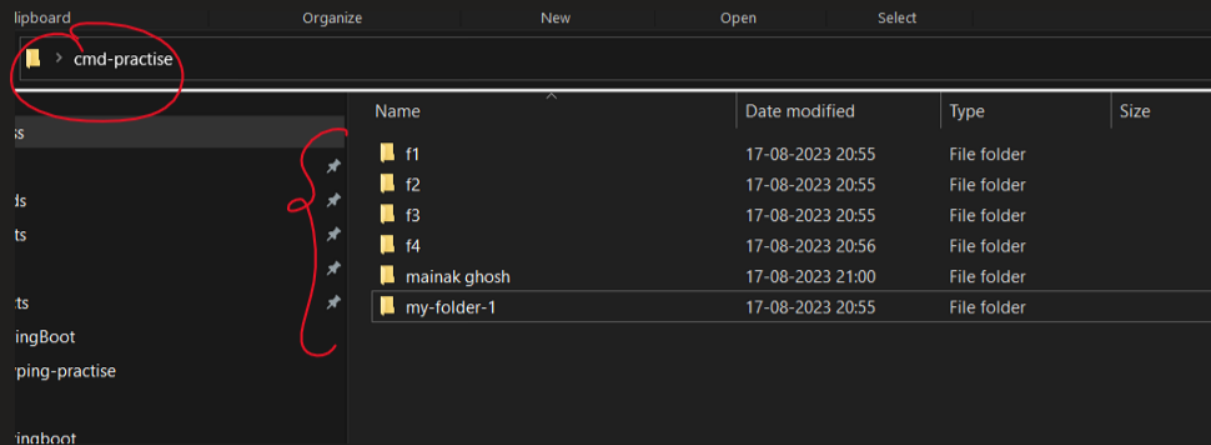 lipboard Organize New Open Select
> cmd-practise
Name Date modified Type Size
ss
f1 17-08-2023 20:55 File folder
f2 17-08-2023 20:55 File folder
ds
f3 17-08-2023 20:55 File folder
ts
f4 17-08-2023 20:56 File folder
mainak ghosh 17-08-2023 21:00 File folder
cts
my-folder-1 17-08-2023 20:55 File folder
ingBoot
ping-practise
ingboot